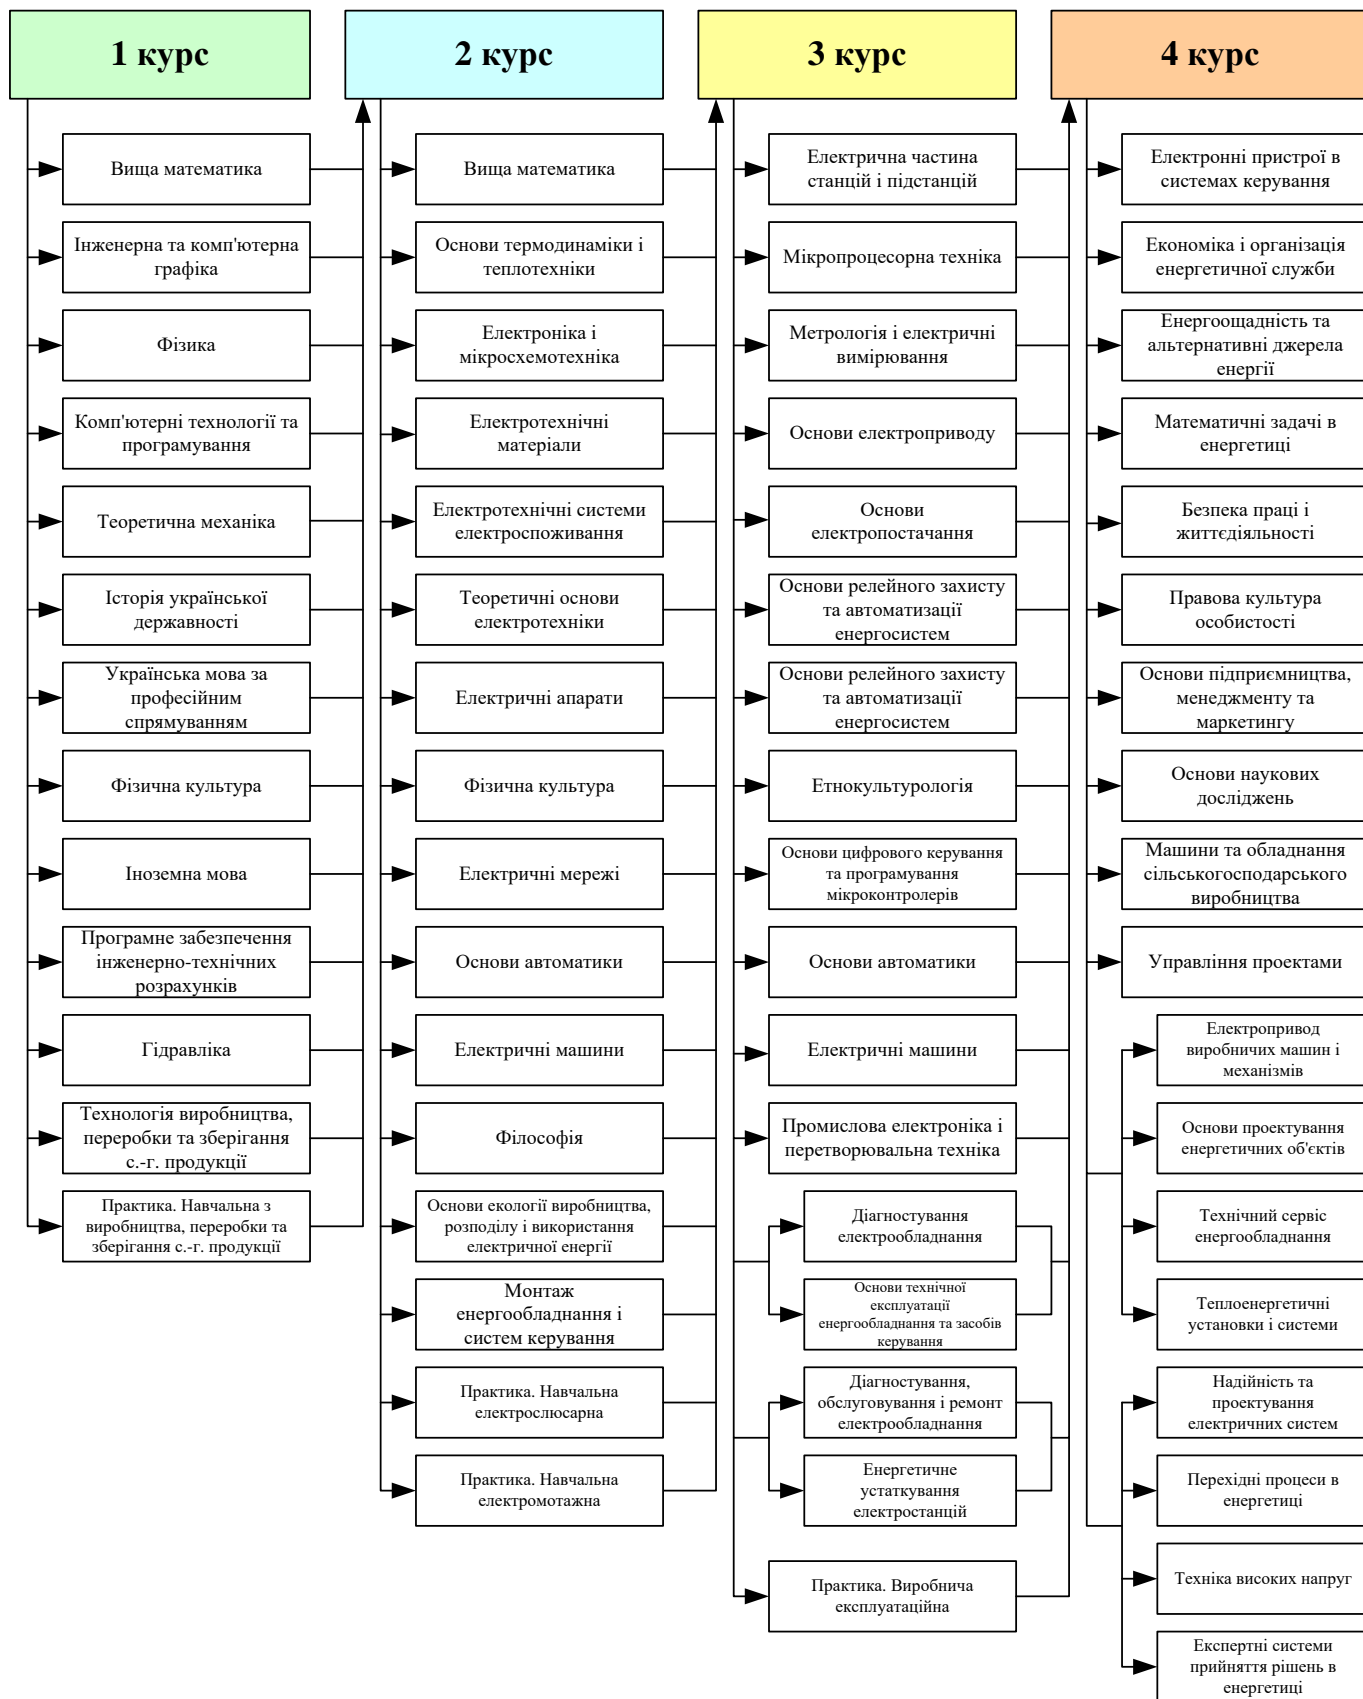 1 курс
Вища математика
Інженерна та комп'ютерна
графіка
Фізика
Комп'ютерні технології та
програмування
Теоретична механіка
Історія української
державності
Українська мова за
професійним
спрямуванням
Фізична культура
Іноземна мова
Програмне забезпечення
інженерно-технічних
розрахунків
Гідравліка
Технологія виробництва,
переробки та зберігання
с.-г. продукції
Практика. Навчальна з
виробництва, переробки та
зберігання с.-г. продукції
2 курс
Вища математика
Основи термодинаміки і
теплотехніки
Електроніка і
мікросхемотехніка
Електротехнічні
матеріали
Електротехнічні системи
електроспоживання
Теоретичні основи
електротехніки
Електричні апарати
Фізична культура
Електричні мережі
Основи автоматики
Електричні машини
Філософія
Основи екології виробництва,
розподілу і використання
електричної енергії
Монтаж
енергообладнання і
систем керування
Практика. Навчальна
електрослюсарна
Практика. Навчальна
електромотажна
3 курс
Електрична частина
станцій і підстанцій
Мікропроцесорна техніка
Метрологія і електричні
вимірювання
Основи електроприводу
Основи
електропостачання
Основи релейного захисту
та автоматизації
енергосистем
Основи релейного захисту
та автоматизації
енергосистем
Етнокультурологія
Основи цифрового керування
та програмування
мікроконтролерів
Основи автоматики
Електричні машини
Промислова електроніка і
перетворювальна техніка
Діагностування
електрообладнання
Основи технічної
експлуатації
енергообладнання та засобів
керування
Діагностування,
обслуговування і ремонт
електрообладнання
Енергетичне
устаткування
електростанцій
Практика. Виробнича
експлуатаційна
4 курс
Електронні пристрої в
системах керування
Економіка і організація
енергетичної служби
Енергоощадність та
альтернативні джерела
енергії
Математичні задачі в
енергетиці
Безпека праці і
життєдіяльності
Правова культура
особистості
Основи підприємництва,
менеджменту та
маркетингу
Основи наукових
досліджень
Машини та обладнання
сільськогосподарського
виробництва
Управління проектами
Електропривод
виробничих машин і
механізмів
Основи проектування
енергетичних об'єктів
Технічний сервіс
енергообладнання
Теплоенергетичні
установки і системи
Надійність та
проектування
електричних систем
Перехідні процеси в
енергетиці
Техніка високих напруг
Експертні системи
прийняття рішень в
енергетиці